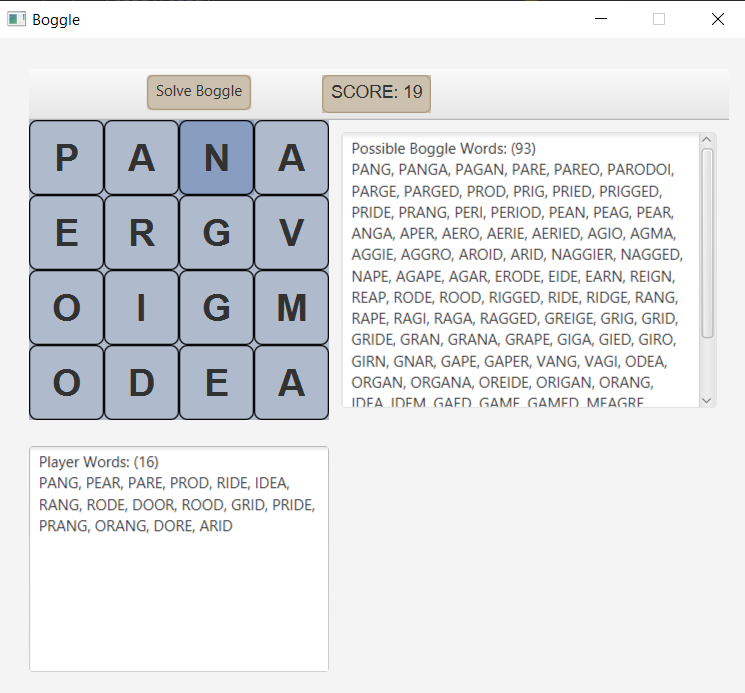 Boggle
Solve Boggle
SCORE: 19
P A N A
E R G V
O I G M
O D E A
Possible Boggle Words: (93)
PANG, PANGA, PAGAN, PARE, PAREO, PARODOI,
PARGE, PARGED, PROD, PRIG, PRIED, PRIGGED,
PRIDE, PRANG, PERI, PERIOD, PEAN, PEAG, PEAR,
ANGA, APER, AERO, AERIE, AERIED, AGIO, AGMA,
AGGIE, AGGRO, AROID, ARID, NAGGIER, NAGGED,
NAPE, AGAPE, AGAR, ERODE, EIDE, EARN, REIGN,
REAP, RODE, ROOD, RIGGED, RIDE, RIDGE, RANG,
RAPE, RAGI, RAGA, RAGGED, GREIGE, GRIG, GRID,
GRIDE, GRAN, GRANA, GRAPE, GIGA, GIED, GIRO,
GIRN, GNAR, GAPE, GAPER, VANG, VAGI, ODEA,
ORGAN, ORGANA, OREIDE, ORIGAN, ORANG,
IDEA, IDEM, GAED, GAME, GAMED, MEAGRE,
Player Words: (16)
PANG, PEAR, PARE, PROD, RIDE, IDEA,
RANG, RODE, DOOR, ROOD, GRID, PRIDE,
PRANG, ORANG, DORE, ARID